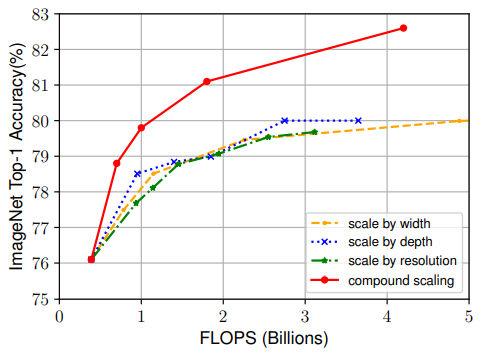 83
82
81
80
79
78
77
76
75
0 1 2 3 4 5
ImageNet Top-1 Accuracy(%)
FLOPS (Billions)
scale by width
scale by depth
scale by resolution
compound scaling